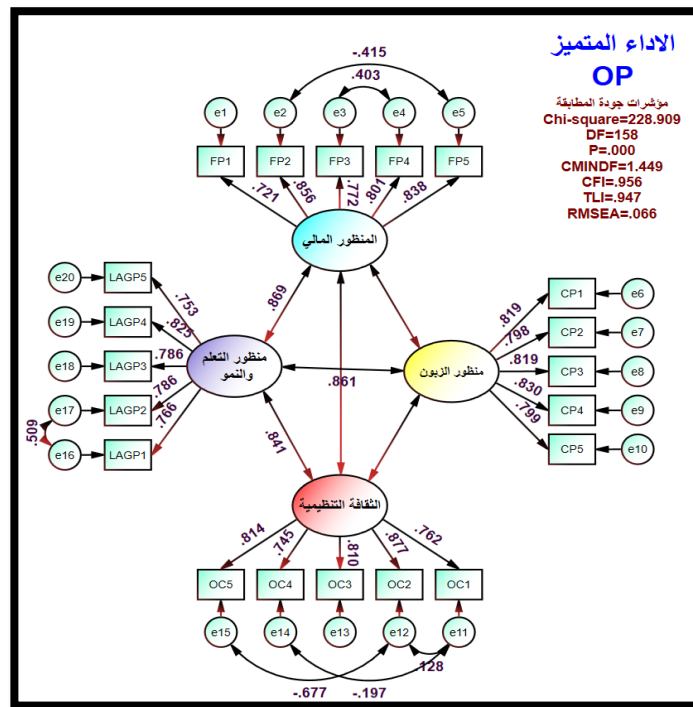 الاداء المتميز
OP
مؤشرات جودة المطابقة
Chi-square=228.909
DF=158
P=.000
CMINDF=1.449
CFI=.956
TLI=.947
RMSEA=.066
-.415
.403
e1
e2
e3
e4
e5
FP1
FP2
FP3
FP4
FP5
.721
.856
.772
.801
.838
المنظور المالي
.869
e20
LAGP5
.753
e19
LAGP4
.825
e18
LAGP3
.786
e17
LAGP2
.786
e16
LAGP1
.766
.509
منظور التعلم
والنمو
.861
منظور الزبون
.819
CP1
e6
.798
CP2
e7
.819
CP3
e8
.830
CP4
e9
.799
CP5
e10
.841
الثقافة التنظيمية
.814
.745
.810
.877
.762
OC5
OC4
OC3
OC2
OC1
e15
e14
e13
e12
e11
.128
-.677
-.197